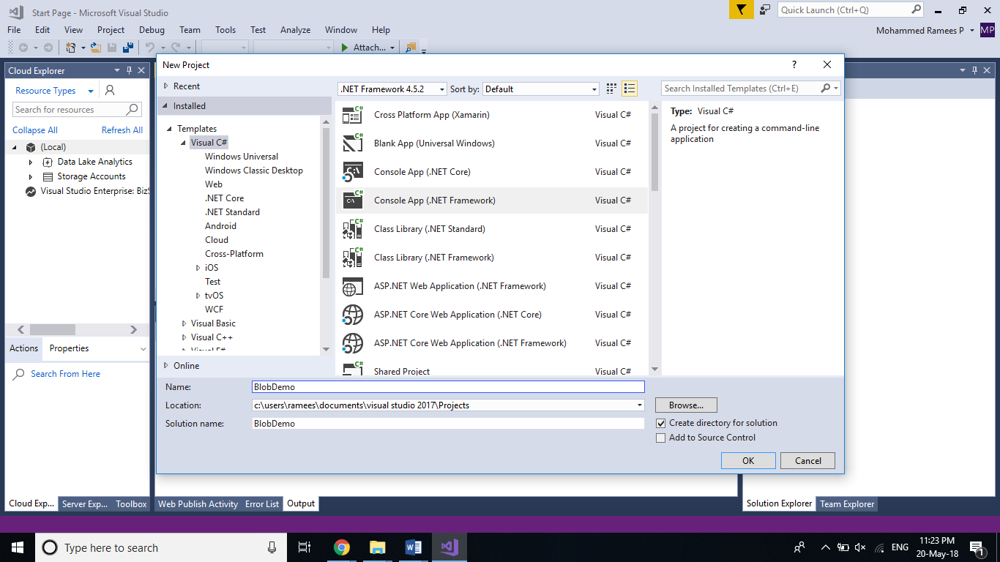 Start Page - Microsoft Visual Studio
Quick Launch (Ctrl+Q)
File Edit View Project Debug Team Tools Test Analyze Window Help
Mohammed Ramees P MP
Attach...
Cloud Explorer
Resource Types
Search for resources
Collapse All Refresh All
(Local)
Data Lake Analytics
Storage Accounts
Visual Studio Enterprise: Biz
Actions Properties
Search From Here
New Project
?
Recent
Installed
.NET Framework 4.5.2 Sort by: Default
Search Installed Templates (Ctrl+E)
Templates
Visual C#
Windows Universal
Windows Classic Desktop
Web
.NET Core
.NET Standard
Android
Cloud
Cross-Platform
iOS
Test
tvOS
WCF
Visual Basic
Visual C++
Online
C# Cross Platform App (Xamarin) Visual C#
C# Blank App (Universal Windows) Visual C#
C# C:\ Console App (.NET Core) Visual C#
C# C:\ Console App (.NET Framework) Visual C#
C# Class Library (.NET Standard) Visual C#
C# Class Library (.NET Framework) Visual C#
ASP.NET Web Application (.NET Framework) Visual C#
ASP.NET Core Web Application (.NET Core) Visual C#
ASP.NET Core Web Application (.NET Framework) Visual C#
C# Shared Project Visual C#
Type: Visual C#
A project for creating a command-line
application
Name: BlobDemo
Location: c:\users\ramees\documents\visual studio 2017\Projects
Browse...
Solution name: BlobDemo
Create directory for solution
Add to Source Control
OK Cancel
Cloud Exp... Server Exp... Toolbox
Web Publish Activity Error List Output
Solution Explorer Team Explorer
Type here to search
ENG
11:23 PM
20-May-18
1